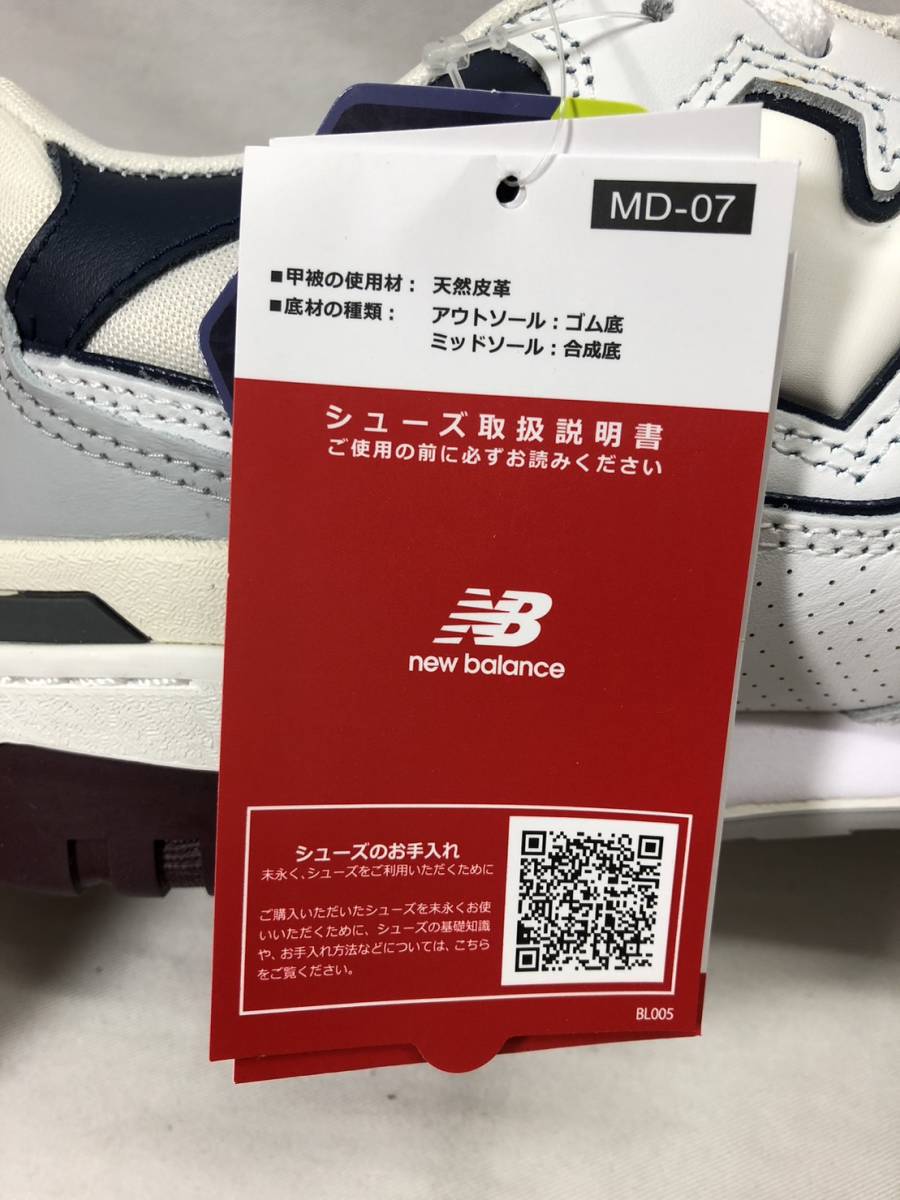 MD-07
■甲被の使用材： 天然皮革
■底材の種類： アウトソール：ゴム底
ミッドソール：合成底
シューズ取扱説明書
ご使用の前に必ずお読みください
NB
new balance
シューズのお手入れ
末永く、シューズをご利用いただくために
ご購入いただいたシューズを末永くお使
いいただくために、シューズの基礎知識
や、お手入れ方法などについては、こちら
をご覧ください。
BL005